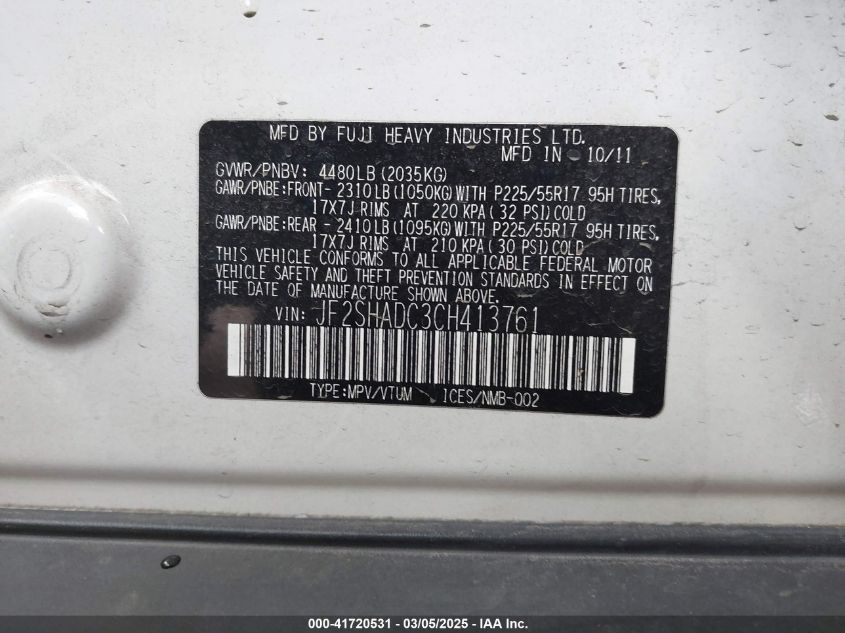 MFD BY FUJI HEAVY INDUSTRIES LTD.
MFD IN 10/11
GVWR/PNBV: 4480LB(2035KG)
GAWR/PNBE:FRONT- 2310LB(1050KG)WITH P225/55R17 95H TIRES,
17X7J RIMS AT 220 KPA( 32 PSI)COLD
GAWR/PNBE:REAR - 2410LB(1095KG)WITH P225/55R17 95H TIRES,
17X7J RIMS AT 210 KPA(30 PSI)COLD
THIS VEHICLE CONFORMS TO ALL APPLICABLE FEDERAL MOTOR
VEHICLE SAFETY AND THEFT PREVENTION STANDARDS IN EFFECT ON
THE DATE OF MANUFACTURE SHOWN ABOVE.
VIN: JF2SHADC3CH413761
TYPE:MPV/VTUM ICES/NMB-002
000-41720531 - 03/05/2025 - IAA Inc.